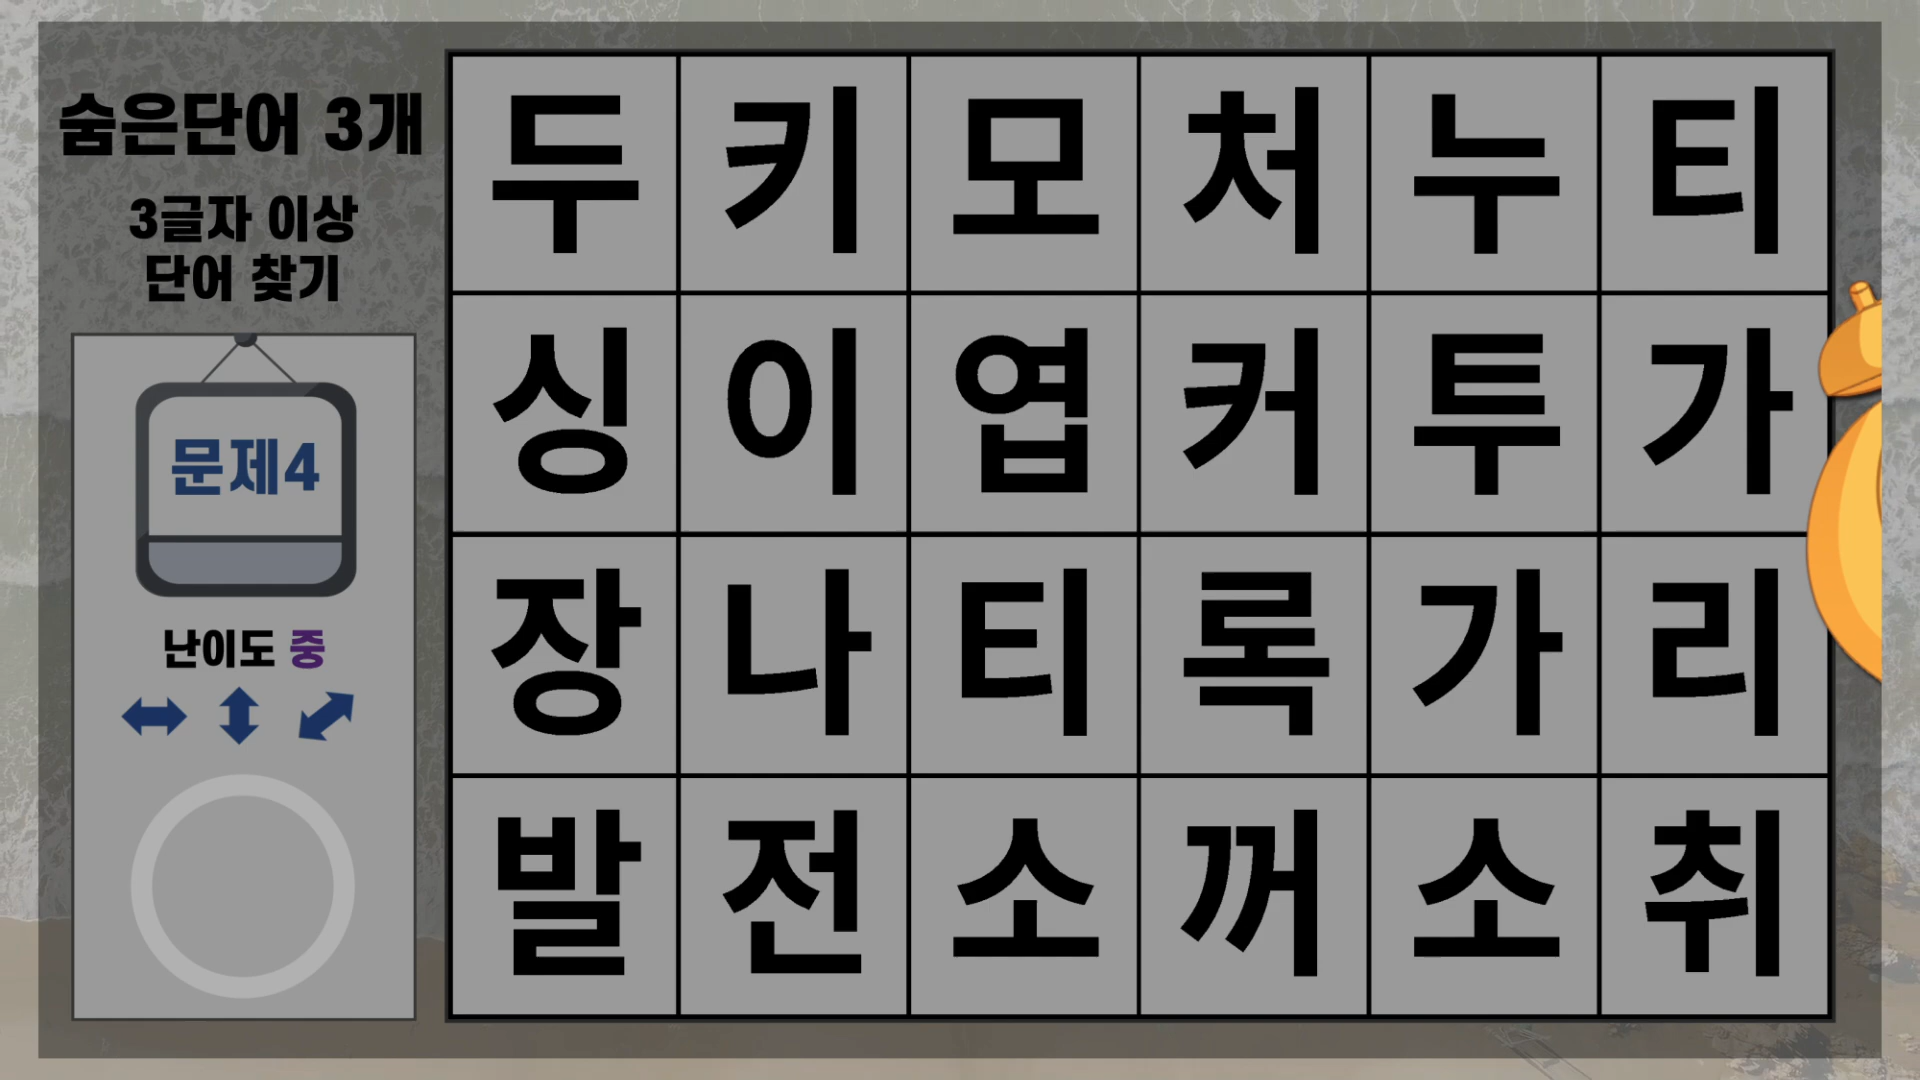 숨은단어 3개
3글자 이상
단어 찾기
문제4
난이도 중
두 키 모 처 누 티
싱 이 엽 커 투 가
장 나 티 록 가 리
발 전 소 꺼 소 취